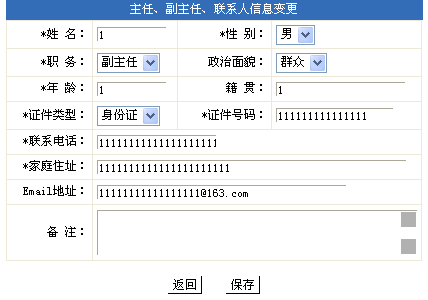 主任、副主任、联系人信息变更
*姓 名： 1 *性 别： 男
*职 务： 副主任 政治面貌： 群众
*年 龄： 1 籍 贯： 1
*证件类型： 身份证 *证件号码： 111111111111111
*联系电话： 11111111111111111111
*家庭住址： 1111111111111111111111
Email地址： 11111111111111111@163.com
备 注：
返回 保存